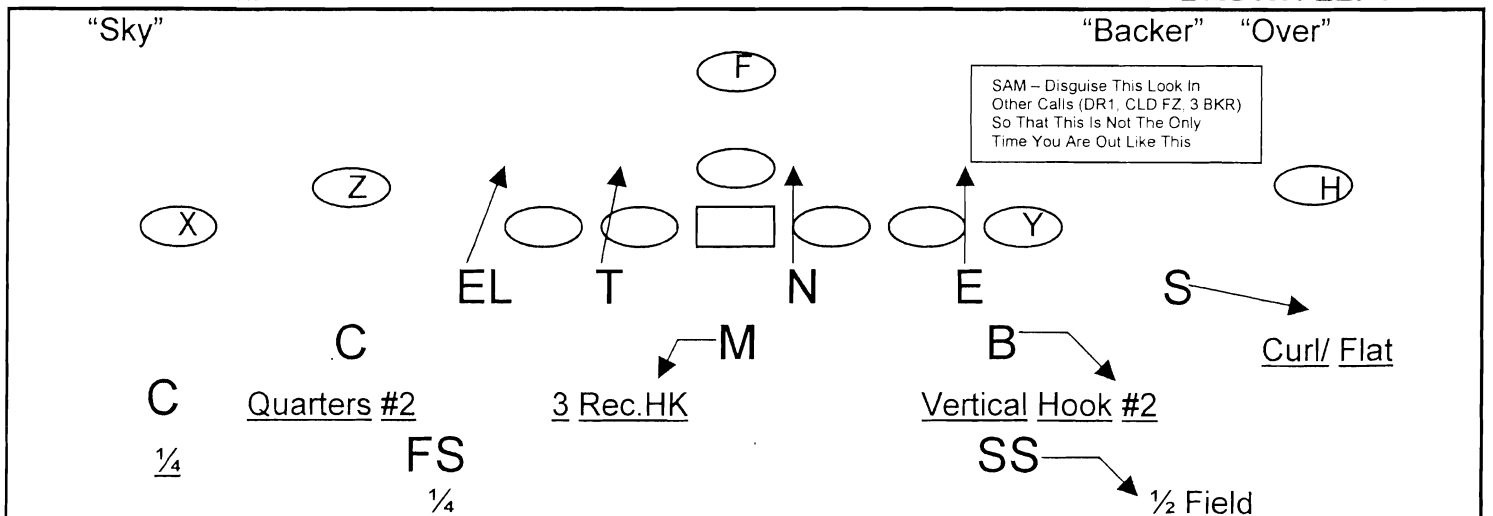 “Sky” “Backer” “Over”
F
SAM – Disguise This Look In
Other Calls (DR1, CLD FZ, 3 BKR)
So That This Is Not The Only
Time You Are Out Like This
Z H
X Y
EL T N E S
C M B
Curl/ Flat
C Quarters #2 3 Rec.HK Vertical Hook #2
¼ FS SS
¼ ½ Field